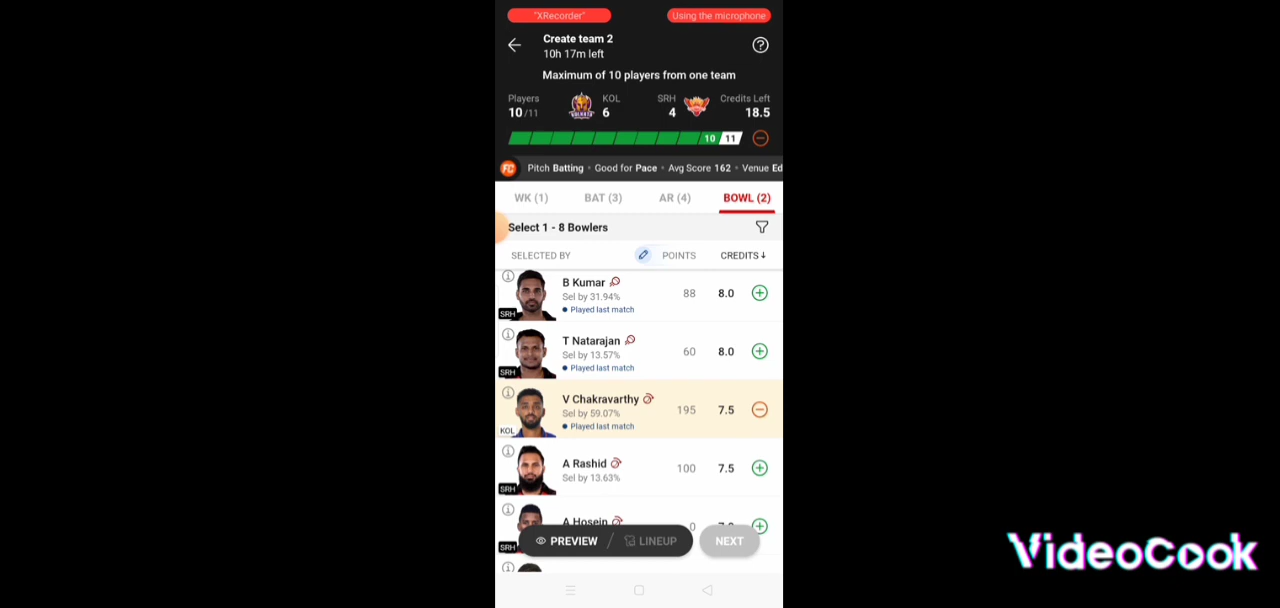 "XRecorder"
Using the microphone
Create team 2
10h 17m left
Maximum of 10 players from one team
Players
10/11
KOL
6
SRH
4
Credits Left
18.5
10 11
FC Pitch Batting • Good for Pace • Avg Score 162 • Venue Ed
WK (1) BAT (3) AR (4) BOWL (2)
Select 1 - 8 Bowlers
SELECTED BY POINTS CREDITS↓
B Kumar
Sel by 31.94%
Played last match
88 8.0
SRH
T Natarajan
Sel by 13.57%
Played last match
60 8.0
SRH
V Chakravarthy
Sel by 59.07%
Played last match
195 7.5
KOL
A Rashid
Sel by 13.63%
100 7.5
SRH
A Hosein
SRH
PREVIEW LINEUP NEXT
VideoCook